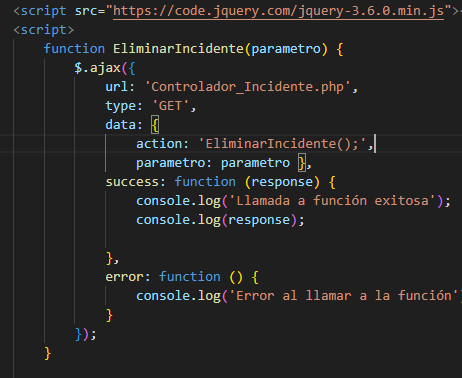 <script src="https://code.jquery.com/jquery-3.6.0.min.js">
<script>
function EliminarIncidente(parametro) {
$.ajax({
url: 'Controlador_Incidente.php',
type: 'GET',
data: {
action: 'EliminarIncidente();',
parametro: parametro },
success: function (response) {
console.log('Llamada a función exitosa');
console.log(response);
},
error: function () {
console.log('Error al llamar a la función'
}
});
}